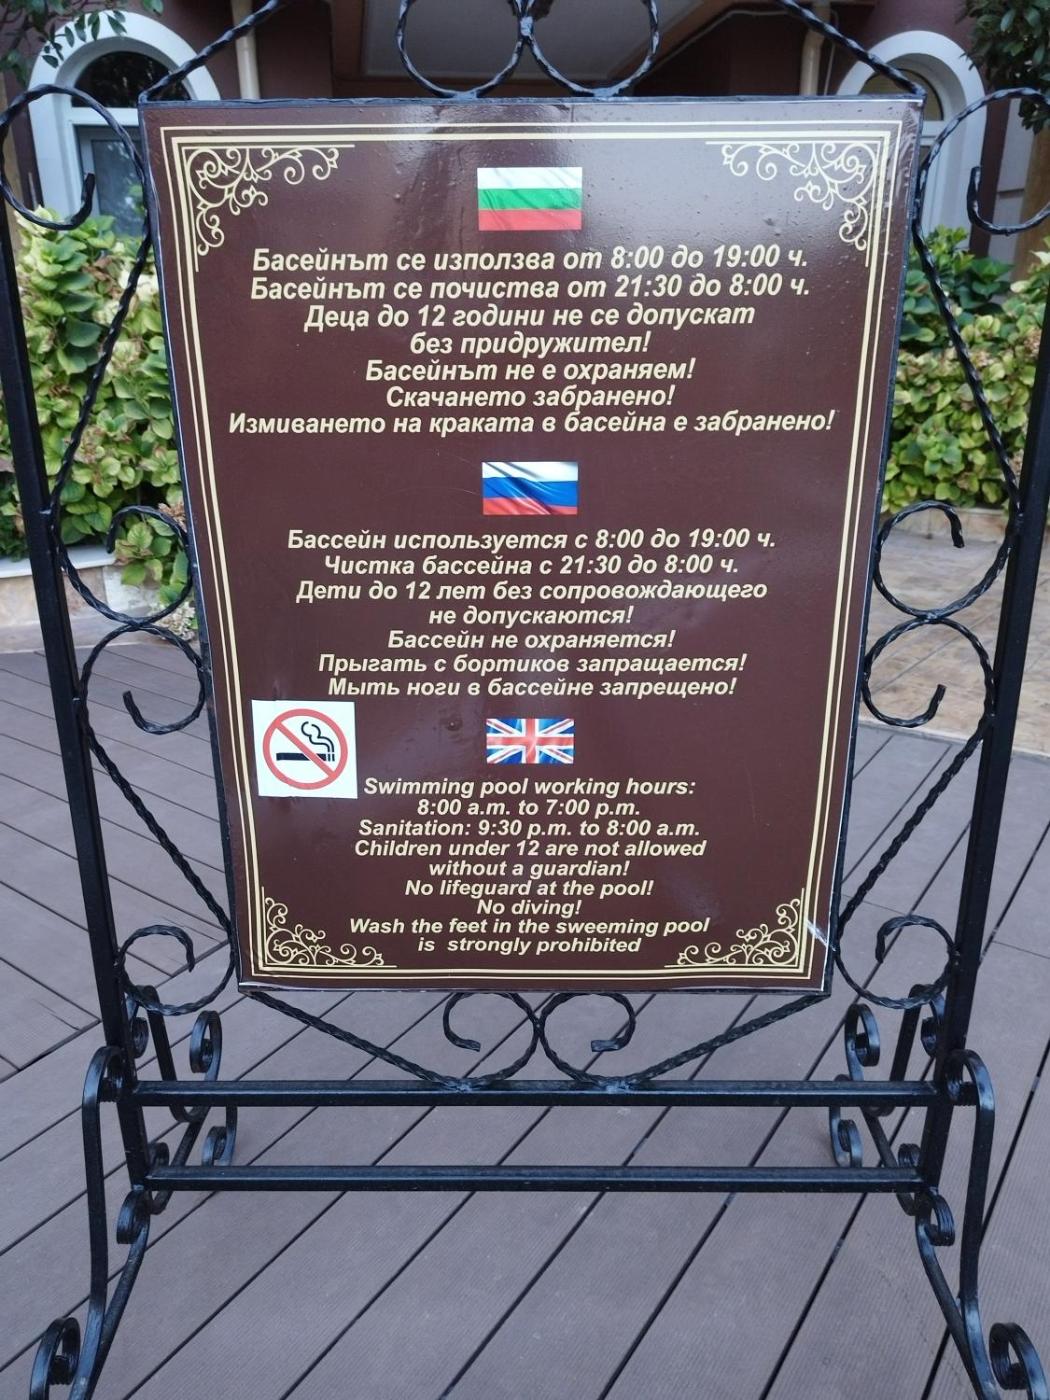 Басейнът се използва от 8:00 до 19:00 ч.
Басейнът се почиства от 21:30 до 8:00 ч.
Деца до 12 години не се допускат
без придружител!
Басейнът не е охраняем!
Скачането забранено!
Измиването на краката в басейна е забранено!
Бассейн используется с 8:00 до 19:00 ч.
Чистка бассейна с 21:30 до 8:00 ч.
Дети до 12 лет без сопровождающего
не допускаются!
Бассейн не охраняется!
Прыгать с бортиков запращается!
Мыть ноги в бассейне запрещено!
Swimming pool working hours:
8:00 a.m. to 7:00 p.m.
Sanitation: 9:30 p.m. to 8:00 a.m.
Children under 12 are not allowed
without a guardian!
No lifeguard at the pool!
No diving!
Wash the feet in the sweeming pool
is strongly prohibited